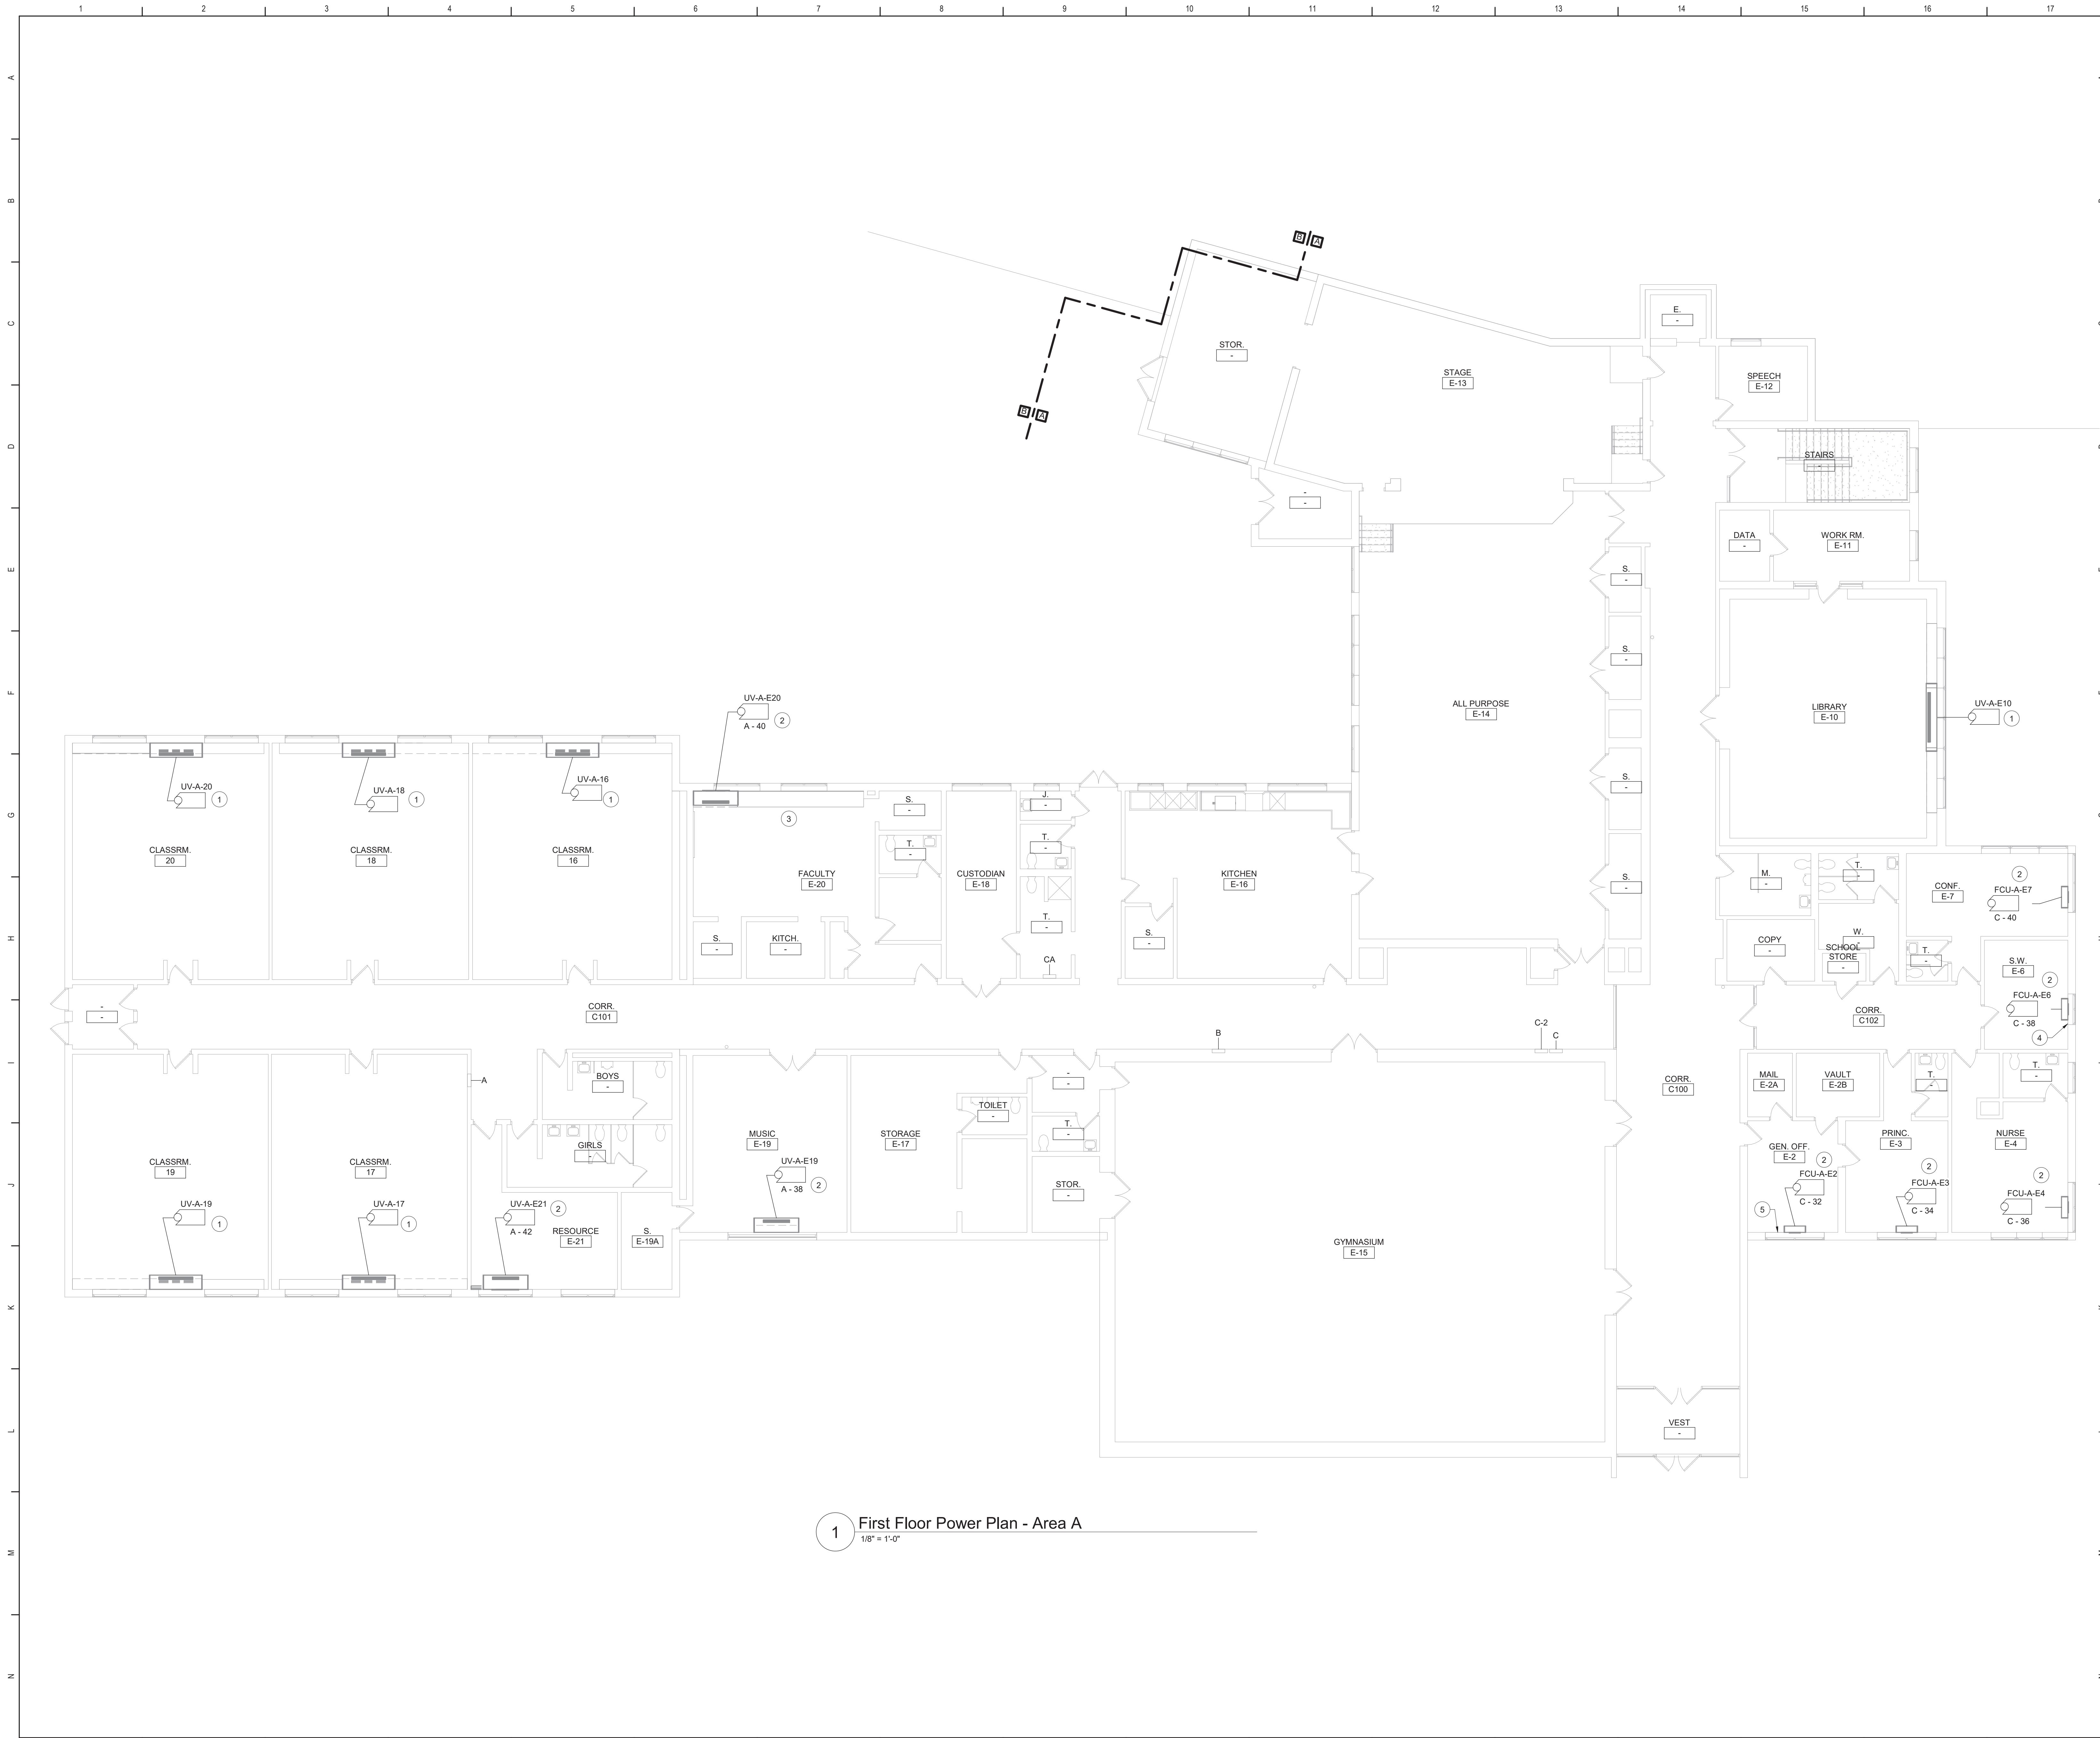 1 2 3 4 5 6 7 8 9 10 11 12 13 14 15 16 17
A
B
C
D
E
F
G
H
I
J
K
L
M
N
B A
B A
E.
-
STOR.
-
STAGE
E-13
SPEECH
E-12
STAIRS
-
-
-
DATA
-
WORK RM.
E-11
S.
-
S.
-
S.
-
S.
-
ALL PURPOSE
E-14
LIBRARY
E-10
UV-A-E10
1
UV-A-E20
A - 40
2
UV-A-20
1
UV-A-18
1
UV-A-16
1
3
CLASSRM.
20
CLASSRM.
18
CLASSRM.
16
S.
-
T.
-
FACULTY
E-20
CUSTODIAN
E-18
J.
-
T.
-
T.
-
CA
KITCHEN
E-16
S.
-
S.
-
KITCH.
-
M.
-
T.
-
W.
-
COPY
-
SCHOOL
STORE
-
T.
-
CONF.
E-7
2
FCU-A-E7
C - 40
S.W.
E-6
2
FCU-A-E6
C - 38
4
-
-
CORR.
C101
B
C-2
C
CORR.
C102
CORR.
C100
A
BOYS
-
GIRLS
-
CLASSRM.
19
CLASSRM.
17
UV-A-19
1
UV-A-17
1
UV-A-E21
A - 42
2
RESOURCE
E-21
S.
E-19A
MUSIC
E-19
UV-A-E19
A - 38
2
STORAGE
E-17
TOILET
-
-
-
T.
-
STOR.
-
GYMNASIUM
E-15
MAIL
E-2A
VAULT
E-2B
T.
-
T.
-
GEN. OFF.
E-2
2
FCU-A-E2
C - 32
5
PRINC.
E-3
2
FCU-A-E3
C - 34
NURSE
E-4
2
FCU-A-E4
C - 36
VEST
-
1
First Floor Power Plan - Area A
1/8" = 1'-0"